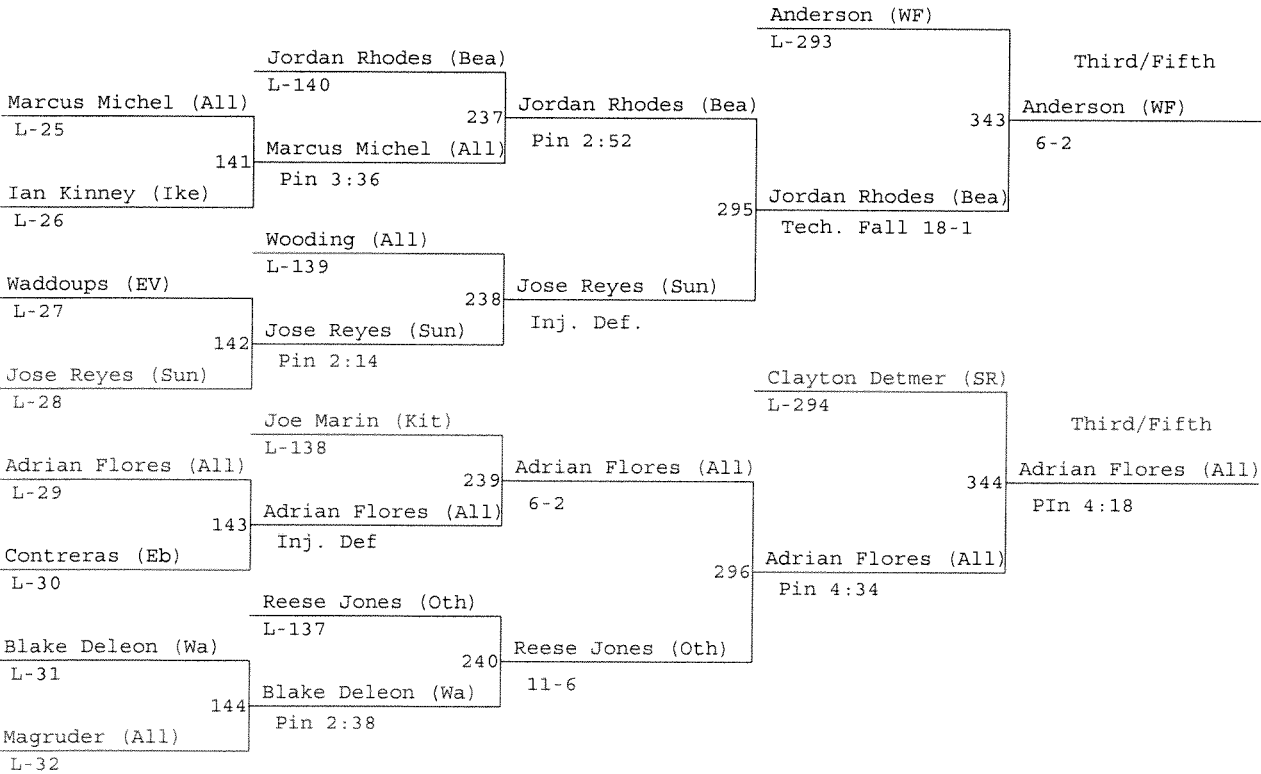 Anderson (WF)
L-293
Jordan Rhodes (Bea)
L-140
Third/Fifth
Marcus Michel (All)
L-25
237
Jordan Rhodes (Bea)
Pin 2:52
343
Anderson (WF)
6-2
141
Marcus Michel (All)
Pin 3:36
Ian Kinney (Ike)
L-26
295
Jordan Rhodes (Bea)
Tech. Fall 18-1
Wooding (All)
L-139
Waddoups (EV)
L-27
238
Jose Reyes (Sun)
Inj. Def.
142
Jose Reyes (Sun)
Pin 2:14
Jose Reyes (Sun)
L-28
Clayton Detmer (SR)
L-294
Joe Marin (Kit)
L-138
Third/Fifth
Adrian Flores (All)
L-29
239
Adrian Flores (All)
6-2
344
Adrian Flores (All)
PIn 4:18
143
Adrian Flores (All)
Inj. Def
Contreras (Eb)
L-30
296
Adrian Flores (All)
Pin 4:34
Reese Jones (Oth)
L-137
Blake Deleon (Wa)
L-31
240
Reese Jones (Oth)
11-6
144
Blake Deleon (Wa)
Pin 2:38
Magruder (All)
L-32